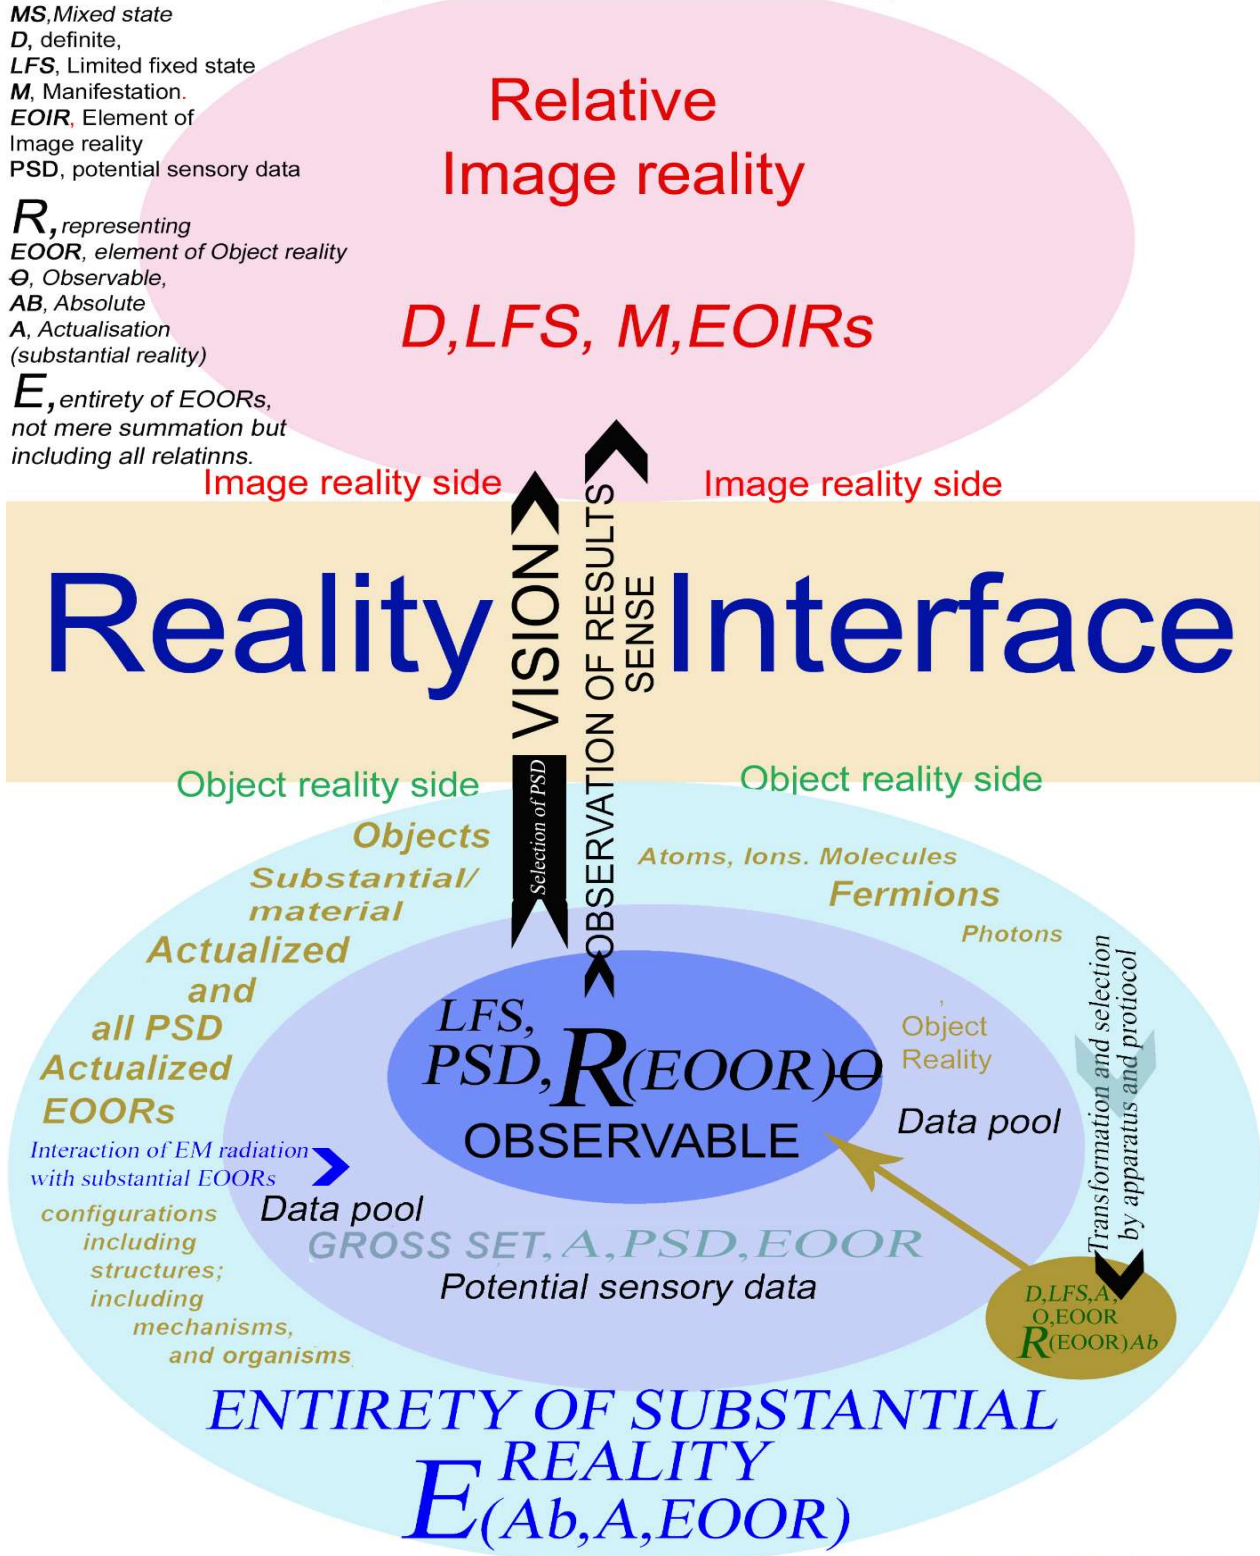 MS,Mixed state
D, definite,
LFS, Limited fixed state
M, Manifestation.
EOIR, Element of
Image reality
PSD, potential sensory data
R, representing
EOOR, element of Object reality
Ꝋ, Observable,
AB, Absolute
A, Actualisation
(substantial reality)
E, entirety of EOORs,
not mere summation but
including all relatinns.
Relative
Image reality
D,LFS, M,EOIRs
Image reality side
Image reality side
Reality
Interface
VISION
OBSERVATION OF RESULTS
SENSE
Selection of PSD
Object reality side
Object reality side
Objects
Substantial/
material
Actualized
and
all PSD
Actualized
EOORs
Interaction of EM radiation
with substantial EOORs
configurations
including
structures;
including
mechanisms,
and organisms
Atoms, Ions. Molecules
Fermions
Photons
Transformation and selection
by apparatus and protiocol
LFS,
PSD,R(EOOR)Ꝋ
OBSERVABLE
,
Object
Reality
Data pool
Data pool
GROSS SET, A,PSD,EOOR
Potential sensory data
D,LFS,A,
O,EOOR
R(EOOR)Ab
ENTIRETY OF SUBSTANTIAL
REALITY
E(Ab,A,EOOR)